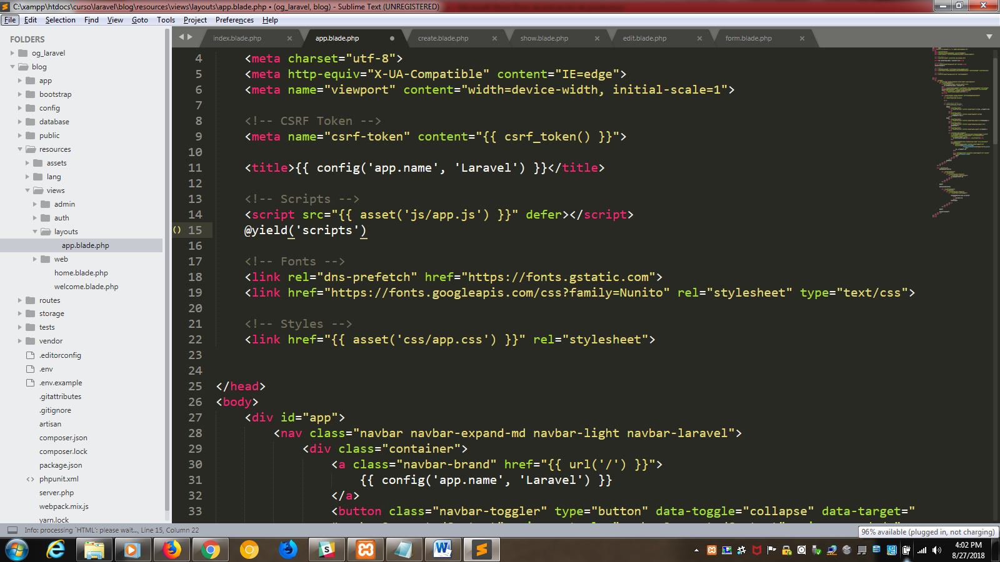 C:\xampp\htdocs\curso\laravel\blog\resources\views\layouts\app.blade.php • (og_laravel, blog) - Sublime Text (UNREGISTERED)
File Edit Selection Find View Goto Tools Project Preferences Help
FOLDERS
og_laravel
blog
app
bootstrap
config
database
public
resources
assets
lang
views
admin
auth
layouts
app.blade.php
web
home.blade.php
welcome.blade.php
routes
storage
tests
vendor
.editorconfig
.env
.env.example
.gitattributes
.gitignore
artisan
composer.json
composer.lock
package.json
phpunit.xml
server.php
webpack.mix.js
yarn.lock
index.blade.php × app.blade.php • create.blade.php × show.blade.php × edit.blade.php × form.blade.php ×
4 <meta charset="utf-8">
5 <meta http-equiv="X-UA-Compatible" content="IE=edge">
6 <meta name="viewport" content="width=device-width, initial-scale=1">
7
8 <!-- CSRF Token -->
9 <meta name="csrf-token" content="{{ csrf_token() }}">
10
11 <title>{{ config('app.name', 'Laravel') }}</title>
12
13 <!-- Scripts -->
14 <script src="{{ asset('js/app.js') }}" defer></script>
() 15 @yield('scripts')
16
17 <!-- Fonts -->
18 <link rel="dns-prefetch" href="https://fonts.gstatic.com">
19 <link href="https://fonts.googleapis.com/css?family=Nunito" rel="stylesheet" type="text/css">
20
21 <!-- Styles -->
22 <link href="{{ asset('css/app.css') }}" rel="stylesheet">
23
24
25 </head>
26 <body>
27 <div id="app">
28 <nav class="navbar navbar-expand-md navbar-light navbar-laravel">
29 <div class="container">
30 <a class="navbar-brand" href="{{ url('/') }}">
31 {{ config('app.name', 'Laravel') }}
32 </a>
33 <button class="navbar-toggler" type="button" data-toggle="collapse" data-target="
Info: processing `HTML`: please wait..., Line 15, Column 22
96% available (plugged in, not charging)
4:02 PM
8/27/2018